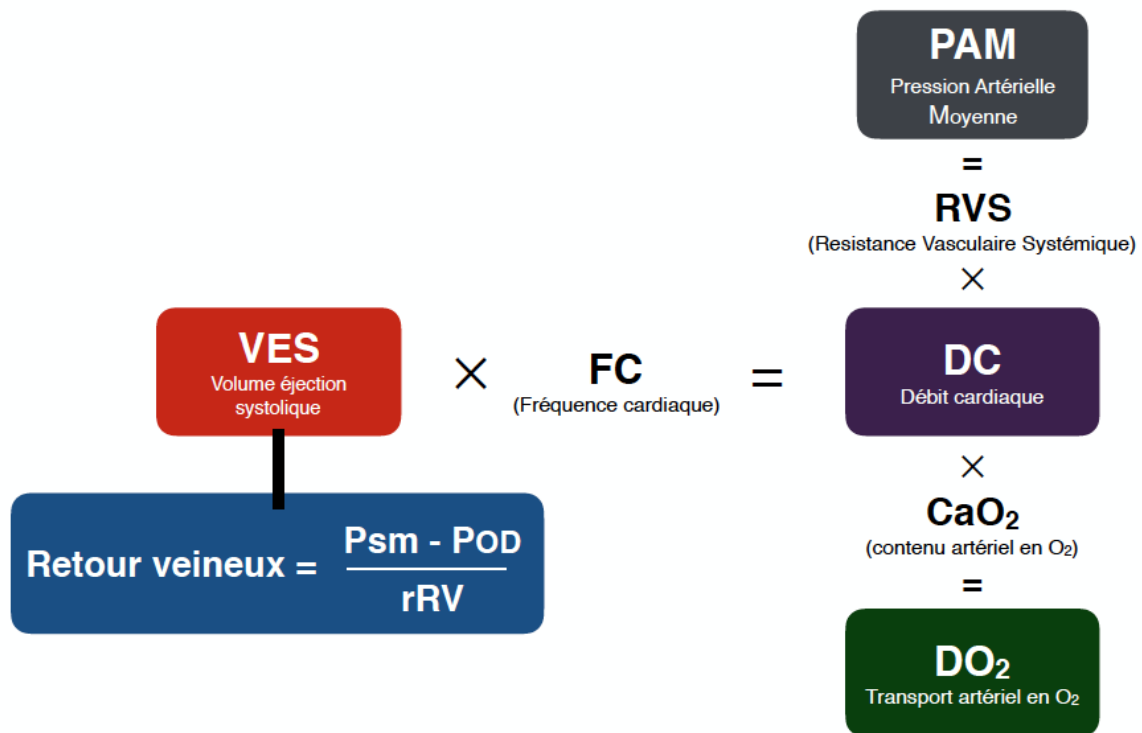 PAM
Pression Artérielle
Moyenne
=
RVS
(Resistance Vasculaire Systémique)
×
VES
Volume éjection
systolique
×
FC
(Fréquence cardiaque)
=
DC
Débit cardiaque
×
CaO₂
(contenu artériel en O₂)
=
Retour veineux = Psm - POD
rRV
DO₂
Transport artériel en O₂